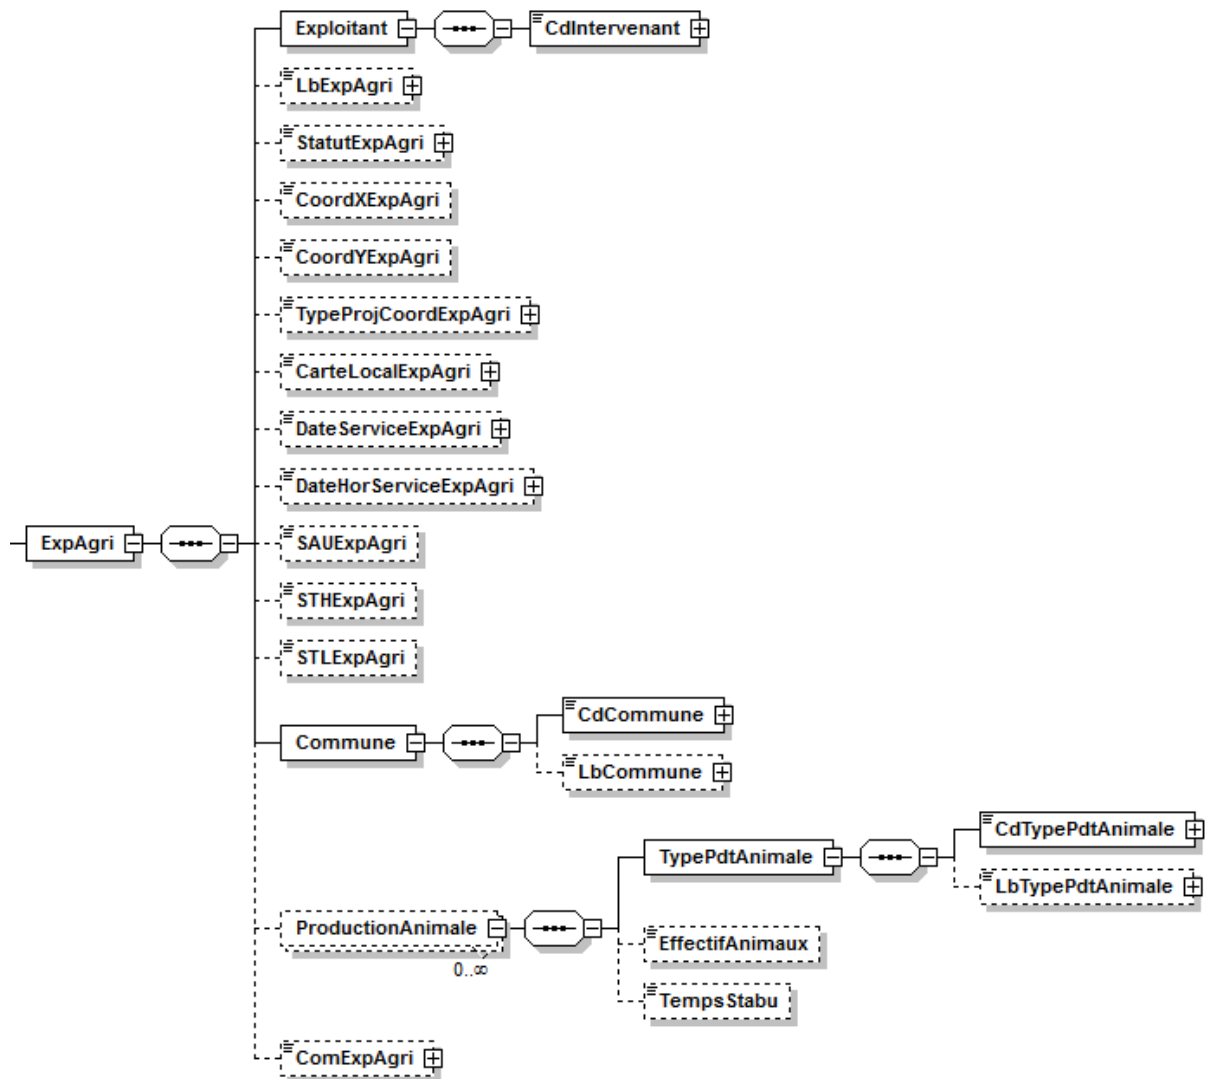 Exploitant
CdIntervenant
LbExpAgri
StatutExpAgri
CoordXExpAgri
CoordYExpAgri
TypeProjCoordExpAgri
CarteLocalExpAgri
DateServiceExpAgri
DateHorServiceExpAgri
ExpAgri
SAUExpAgri
STHExpAgri
STLExpAgri
Commune
CdCommune
LbCommune
ProductionAnimale
0..∞
TypePdtAnimale
CdTypePdtAnimale
LbTypePdtAnimale
EffectifAnimaux
TempsStabu
ComExpAgri